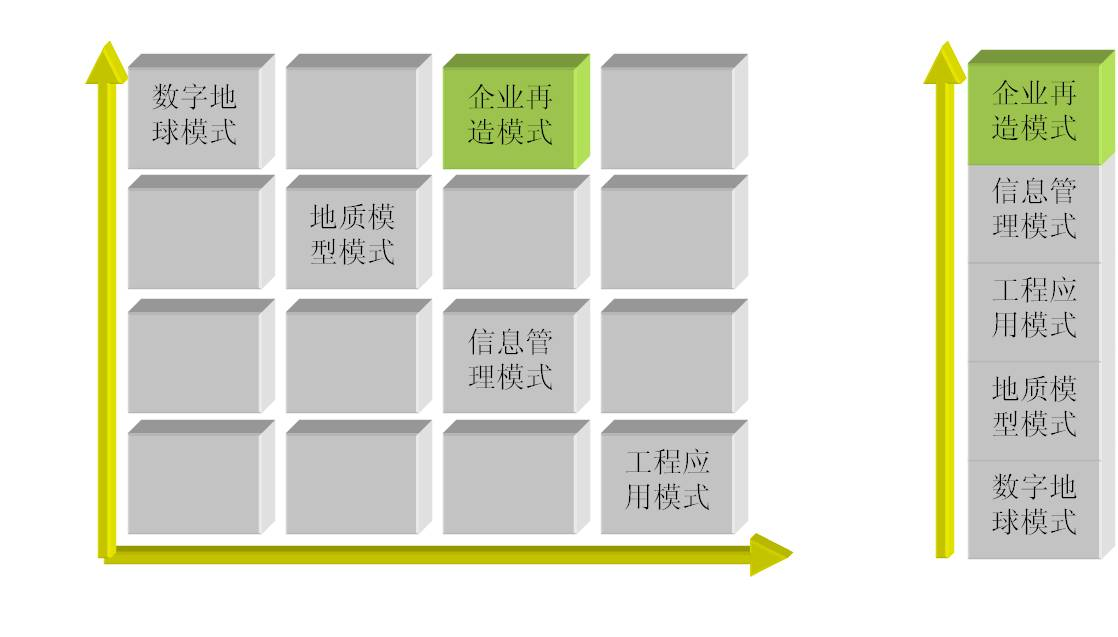 数字地
球模式
企业再
造模式
地质模
型模式
信息管
理模式
工程应
用模式
企业再
造模式
信息管
理模式
工程应
用模式
地质模
型模式
数字地
球模式